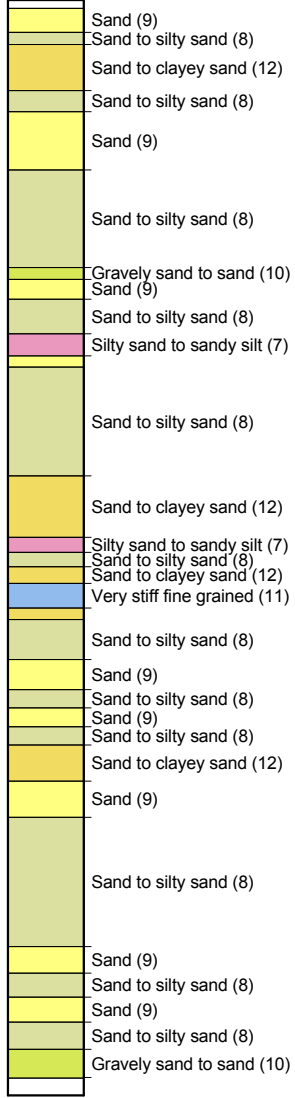 Sand (9)
Sand to silty sand (8)
Sand to clayey sand (12)
Sand to silty sand (8)
Sand (9)
Sand to silty sand (8)
Gravely sand to sand (10)
Sand (9)
Sand to silty sand (8)
Silty sand to sandy silt (7)
Sand to silty sand (8)
Sand to clayey sand (12)
Silty sand to sandy silt (7)
Sand to silty sand (8)
Sand to clayey sand (12)
Very stiff fine grained (11)
Sand to silty sand (8)
Sand (9)
Sand to silty sand (8)
Sand (9)
Sand to silty sand (8)
Sand to clayey sand (12)
Sand (9)
Sand to silty sand (8)
Sand (9)
Sand to silty sand (8)
Sand (9)
Sand to silty sand (8)
Gravely sand to sand (10)